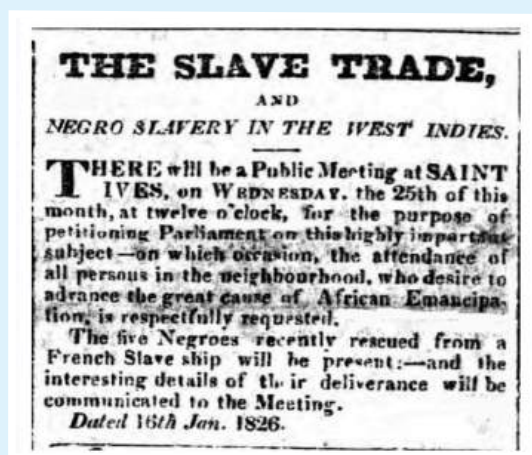 THE SLAVE TRADE,
AND
NEGRO SLAVERY IN THE WEST INDIES.
THERE will be a Public Meeting at SAINT
IVES, on WEDNESDAY, the 25th of this
month, at twelve o'clock, for the purpose of
petitioning Parliament on this highly important
subject—on which occasion, the attendance of
all persons in the neighbourhood, who desire to
advance the great cause of African Emancipa-
tion, is respectfully requested.
The five Negroes recently rescued from a
French Slave ship will be present:—and the
interesting details of their deliverance will be
communicated to the Meeting.
Dated 16th Jan. 1826.